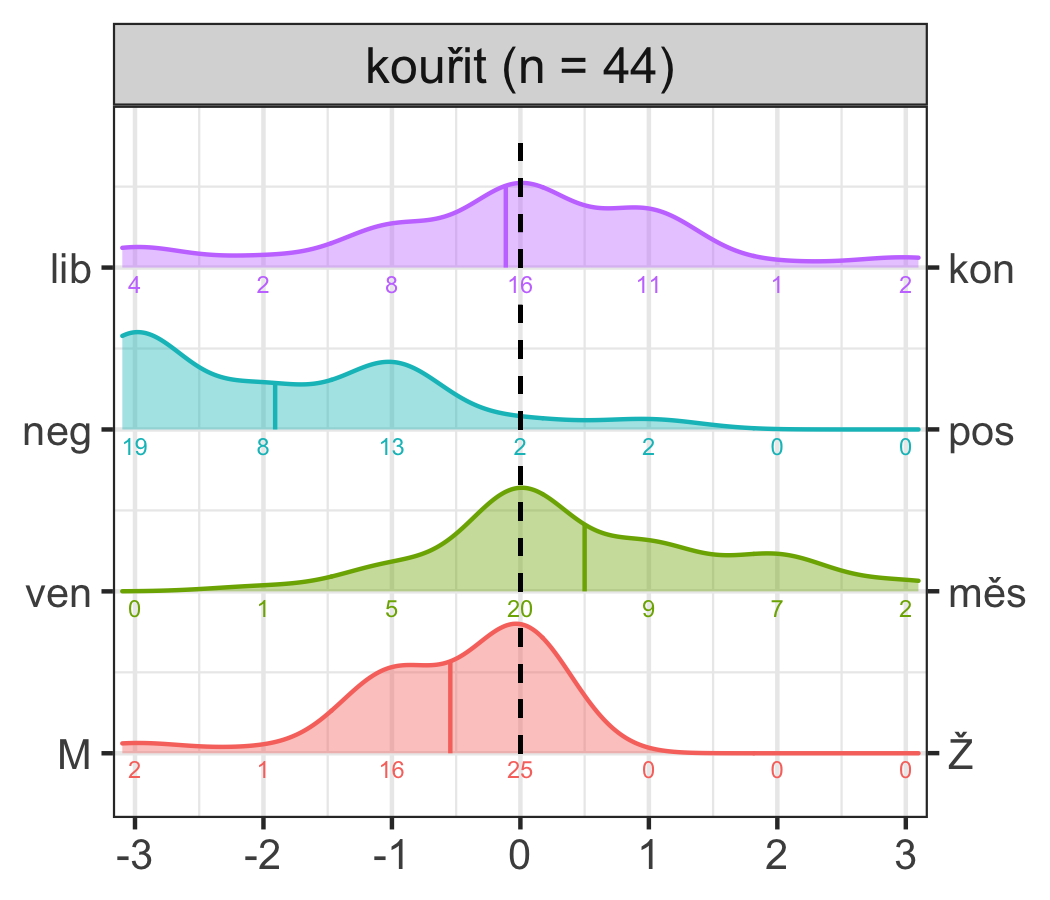 kouřit (n = 44)
lib kon
4 2 8 16 11 1 2
neg pos
19 8 13 2 2 0 0
ven měs
0 1 5 20 9 7 2
M Ž
2 1 16 25 0 0 0
-3 -2 -1 0 1 2 3